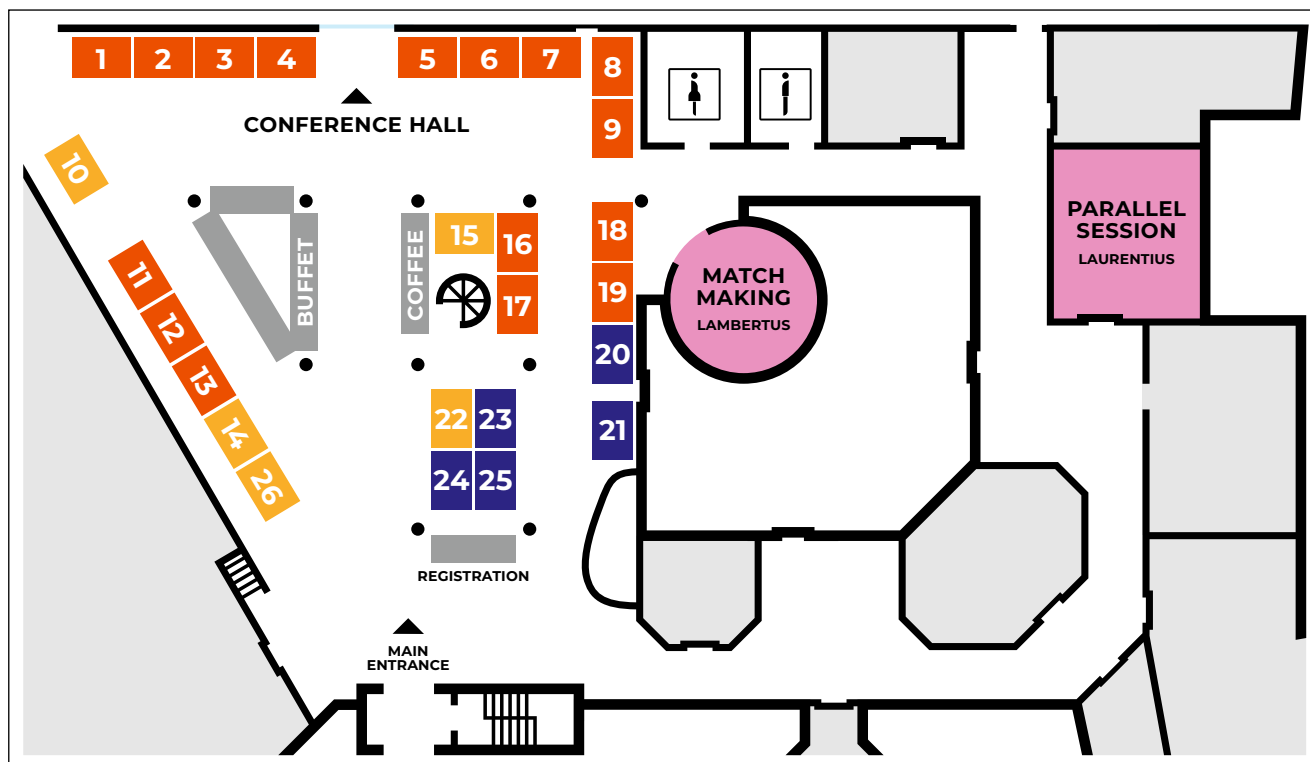 1 2 3 4 5 6 7 8
9
CONFERENCE HALL
10
11
12
13
14
26
BUFFET
COFFEE
15 16
17
18
19
20
21
22 23
24 25
REGISTRATION
MAIN
ENTRANCE
MATCH
MAKING
LAMBERTUS
PARALLEL
SESSION
LAURENTIUS